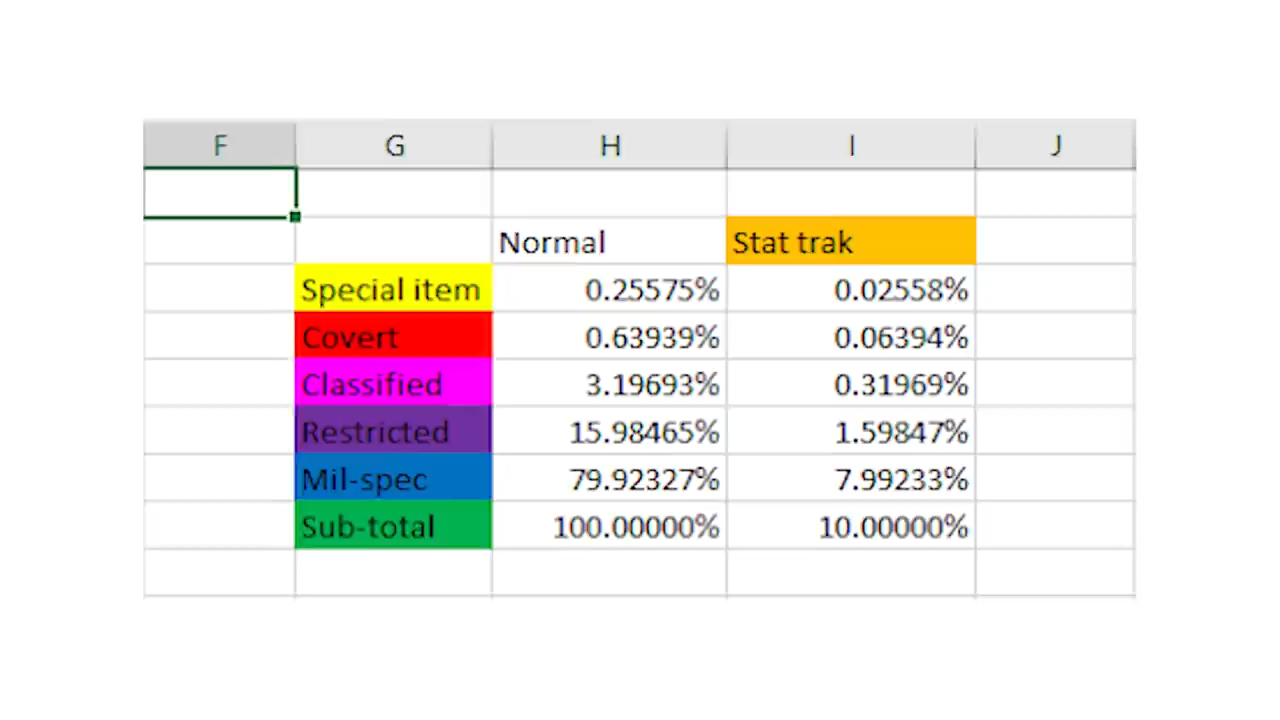 F G H I J
Normal Stat trak
Special item 0.25575% 0.02558%
Covert 0.63939% 0.06394%
Classified 3.19693% 0.31969%
Restricted 15.98465% 1.59847%
Mil-spec 79.92327% 7.99233%
Sub-total 100.00000% 10.00000%